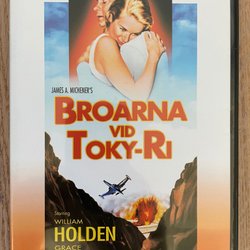 JAMES A. MICHENER'S
BROARNA
VID
TOKY-RI
Starring
WILLIAM
HOLDEN
GRACE